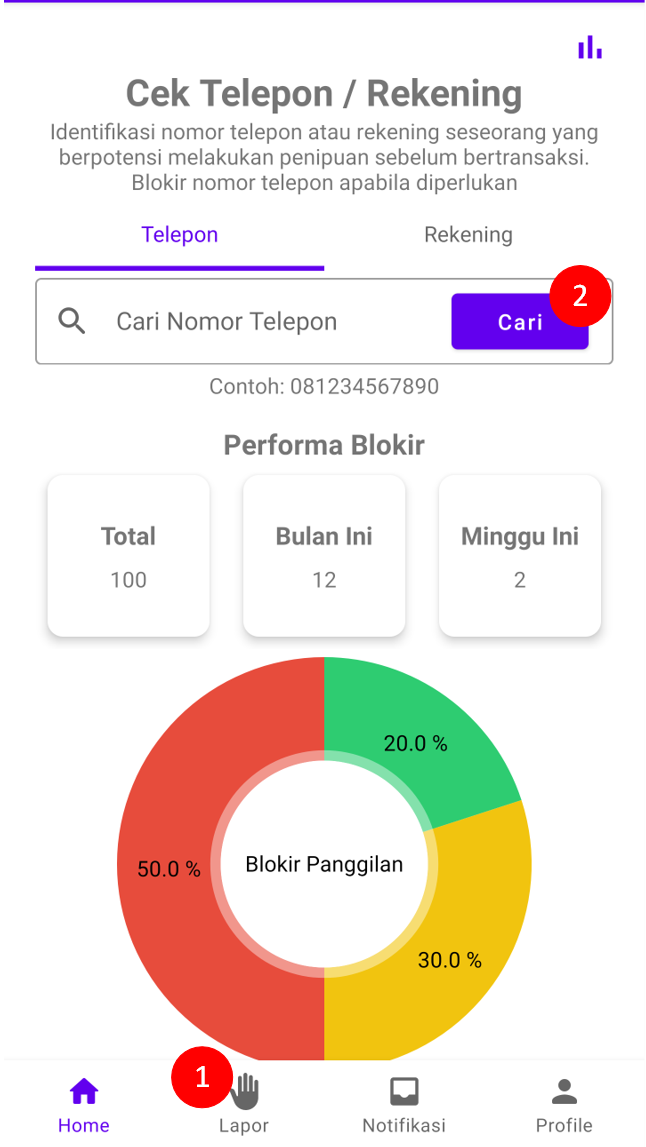 Cek Telepon / Rekening
Identifikasi nomor telepon atau rekening seseorang yang
berpotensi melakukan penipuan sebelum bertransaksi.
Blokir nomor telepon apabila diperlukan
Telepon Rekening
2
Cari Nomor Telepon Cari
Contoh: 081234567890
Performa Blokir
Total Bulan Ini Minggu Ini
100 12 2
20.0 %
50.0 % Blokir Panggilan
30.0 %
1
Home Lapor Notifikasi Profile